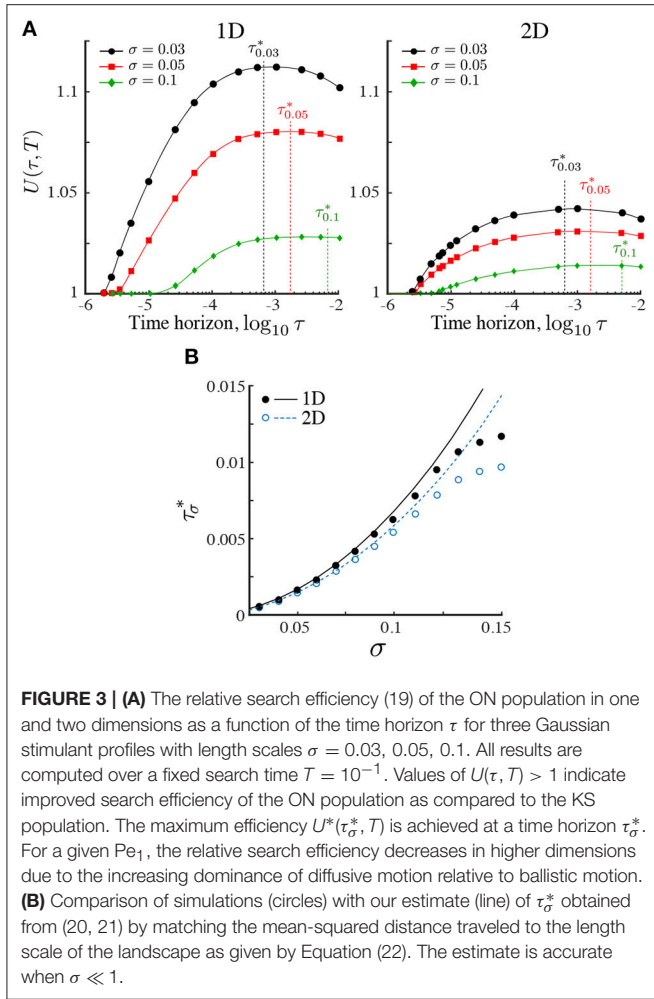 A
1D
2D
σ = 0.03
σ = 0.05
σ = 0.1
τ*0.03
τ*0.05
τ*0.1
U(τ, T)
1.1
1.05
1
-6 -5 -4 -3 -2
Time horizon, log10 τ
σ = 0.03
σ = 0.05
σ = 0.1
τ*0.03
τ*0.05
τ*0.1
1.1
1.05
1
-6 -5 -4 -3 -2
Time horizon, log10 τ
B
1D
2D
0.015
0.01
0.005
0
τ*σ
0.05 0.1 0.15
σ
FIGURE 3 | (A) The relative search efficiency (19) of the ON population in one
and two dimensions as a function of the time horizon τ for three Gaussian
stimulant profiles with length scales σ = 0.03, 0.05, 0.1. All results are
computed over a fixed search time T = 10⁻¹. Values of U(τ, T) > 1 indicate
improved search efficiency of the ON population as compared to the KS
population. The maximum efficiency U*(τ*σ, T) is achieved at a time horizon τ*σ.
For a given Pe₁, the relative search efficiency decreases in higher dimensions
due to the increasing dominance of diffusive motion relative to ballistic motion.
(B) Comparison of simulations (circles) with our estimate (line) of τ*σ obtained
from (20, 21) by matching the mean-squared distance traveled to the length
scale of the landscape as given by Equation (22). The estimate is accurate
when σ ≪ 1.